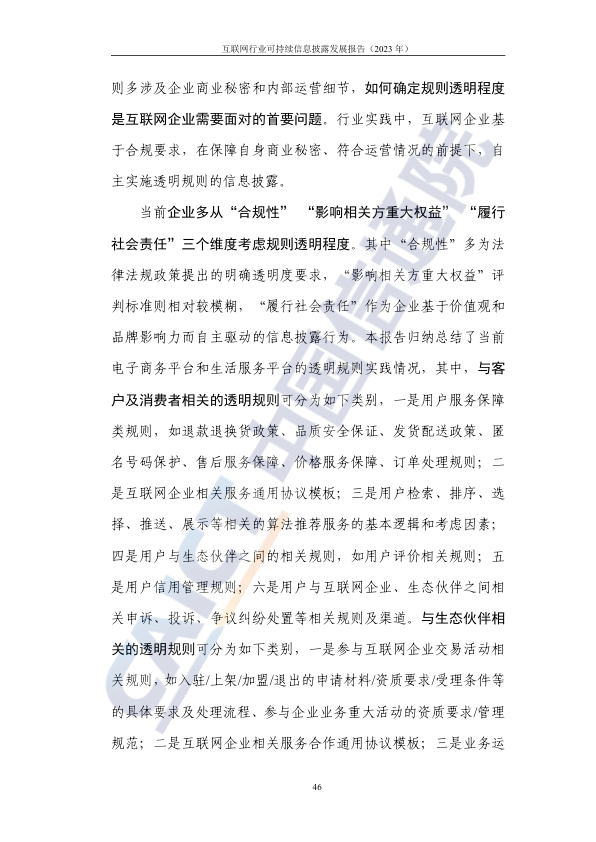 互联网行业可持续信息披露发展报告（2023 年）
则多涉及企业商业秘密和内部运营细节，如何确定规则透明程度
是互联网企业需要面对的首要问题。行业实践中，互联网企业基
于合规要求，在保障自身商业秘密、符合运营情况的前提下，自
主实施透明规则的信息披露。
当前企业多从“合规性” “影响相关方重大权益” “履行
社会责任”三个维度考虑规则透明程度。其中“合规性”多为法
律法规政策提出的明确透明度要求，“影响相关方重大权益”评
判标准则相对较模糊，“履行社会责任”作为企业基于价值观和
品牌影响力而自主驱动的信息披露行为。本报告归纳总结了当前
电子商务平台和生活服务平台的透明规则实践情况，其中，与客
户及消费者相关的透明规则可分为如下类别，一是用户服务保障
类规则，如退款退换货政策、品质安全保证、发货配送政策、匿
名号码保护、售后服务保障、价格服务保障、订单处理规则；二
是互联网企业相关服务通用协议模板；三是用户检索、排序、选
择、推送、展示等相关的算法推荐服务的基本逻辑和考虑因素；
四是用户与生态伙伴之间的相关规则，如用户评价相关规则；五
是用户信用管理规则；六是用户与互联网企业、生态伙伴之间相
关申诉、投诉、争议纠纷处置等相关规则及渠道。与生态伙伴相
关的透明规则可分为如下类别，一是参与互联网企业交易活动相
关规则，如入驻/上架/加盟/退出的申请材料/资质要求/受理条件等
的具体要求及处理流程、参与企业业务重大活动的资质要求/管理
规范；二是互联网企业相关服务合作通用协议模板；三是业务运
46
CAICT 中国信通院